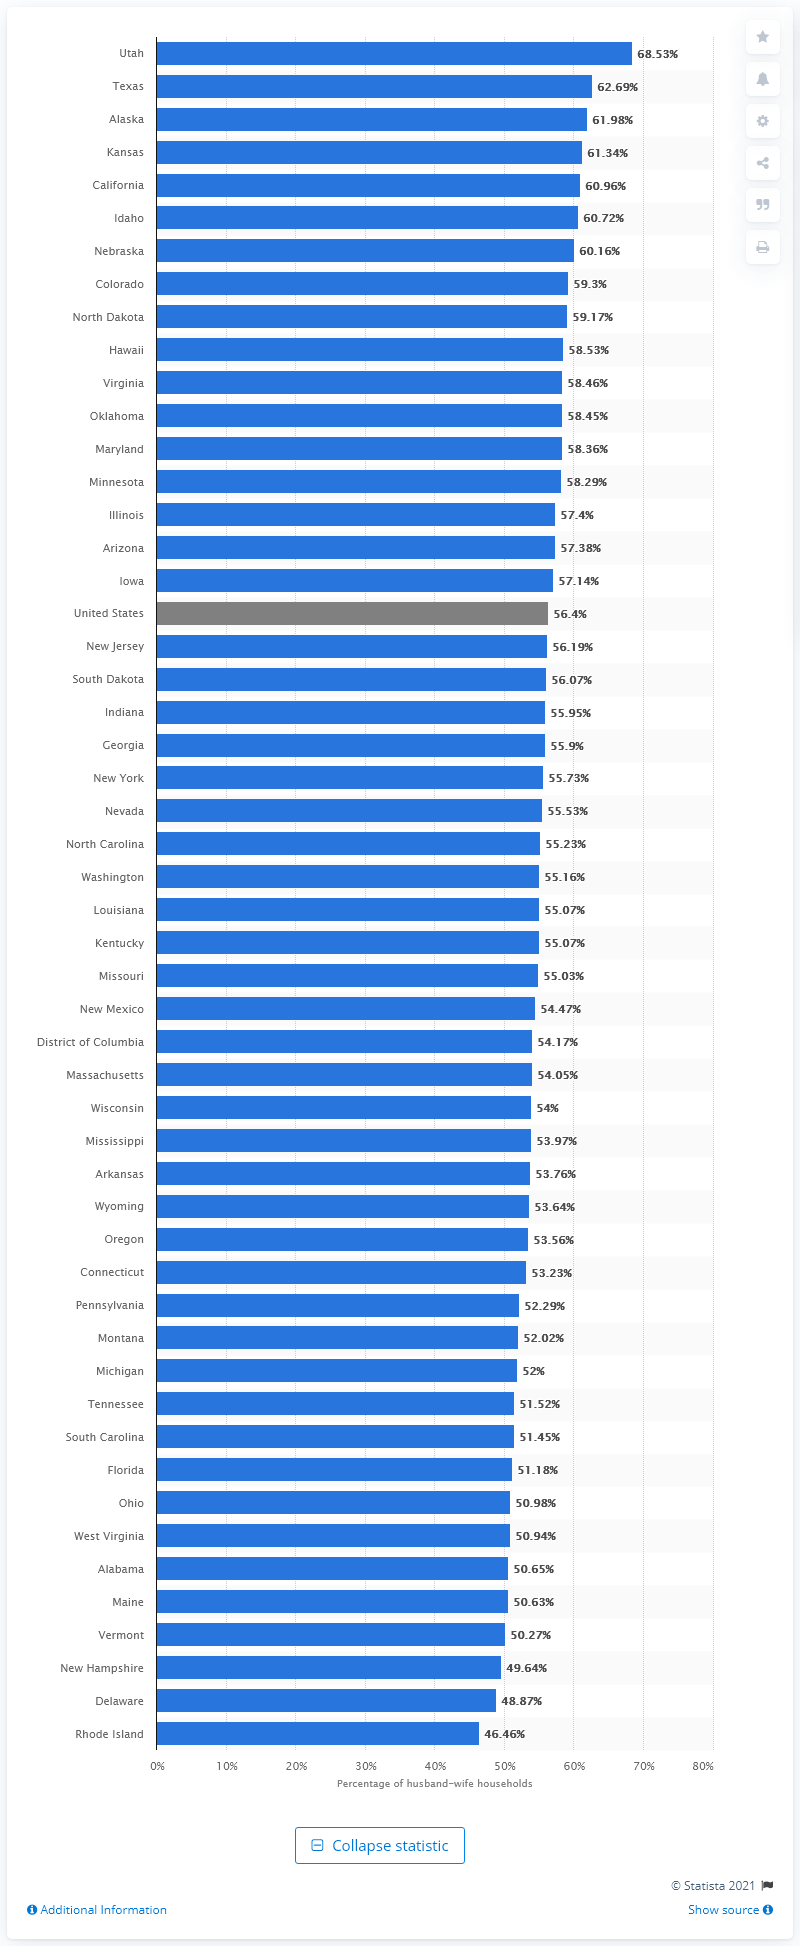 Utah 68.53%
Texas 62.69%
Alaska 61.98%
Kansas 61.34%
California 60.96%
Idaho 60.72%
Nebraska 60.16%
Colorado 59.3%
North Dakota 59.17%
Hawaii 58.53%
Virginia 58.46%
Oklahoma 58.45%
Maryland 58.36%
Minnesota 58.29%
Illinois 57.4%
Arizona 57.38%
Iowa 57.14%
United States 56.4%
New Jersey 56.19%
South Dakota 56.07%
Indiana 55.95%
Georgia 55.9%
New York 55.73%
Nevada 55.53%
North Carolina 55.23%
Washington 55.16%
Louisiana 55.07%
Kentucky 55.07%
Missouri 55.03%
New Mexico 54.47%
District of Columbia 54.17%
Massachusetts 54.05%
Wisconsin 54%
Mississippi 53.97%
Arkansas 53.76%
Wyoming 53.64%
Oregon 53.56%
Connecticut 53.23%
Pennsylvania 52.29%
Montana 52.02%
Michigan 52%
Tennessee 51.52%
South Carolina 51.45%
Florida 51.18%
Ohio 50.98%
West Virginia 50.94%
Alabama 50.65%
Maine 50.63%
Vermont 50.27%
New Hampshire 49.64%
Delaware 48.87%
Rhode Island 46.46%
0% 10% 20% 30% 40% 50% 60% 70% 80%
Percentage of husband-wife households
Collapse statistic
© Statista 2021
Additional Information Show source